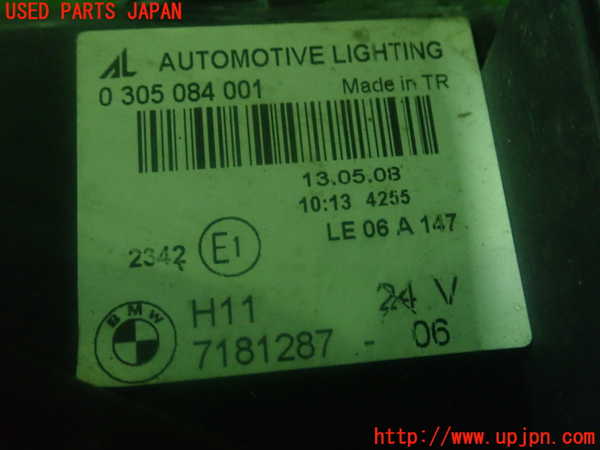 USED PARTS JAPAN
AL AUTOMOTIVE LIGHTING
0 305 084 001 Made in TR
13.05.08
10:13 4255
LE 06 A 147
2342 E1
BMW
H11 24 V
7181287 - 06
UPJ
http://www.upjpn.com/